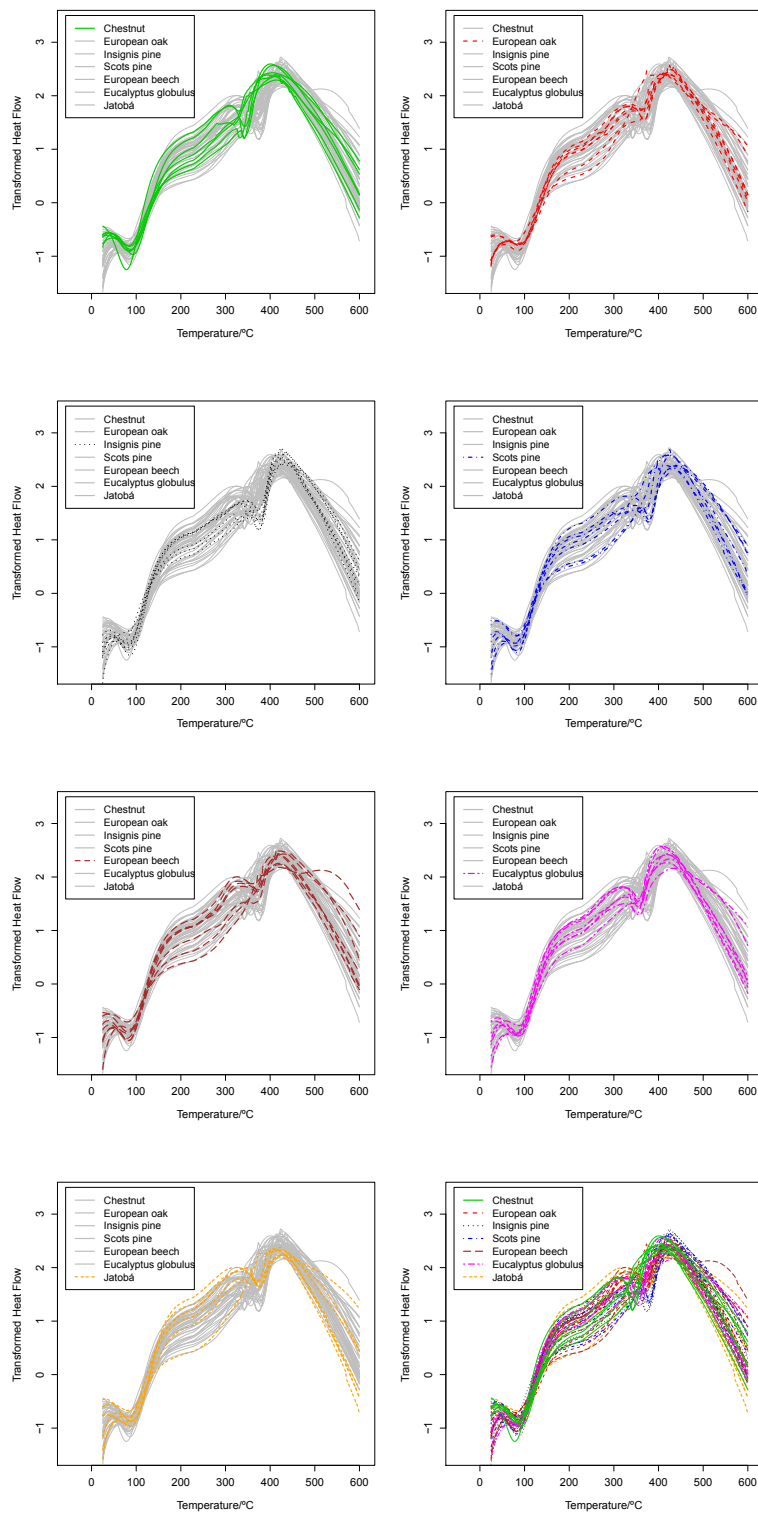 Chestnut
European oak
Insignis pine
Scots pine
European beech
Eucalyptus globulus
Jatobá
Transformed Heat Flow
3
2
1
0
−1
0 100 200 300 400 500 600
Temperature/ºC
Chestnut
European oak
Insignis pine
Scots pine
European beech
Eucalyptus globulus
Jatobá
Transformed Heat Flow
3
2
1
0
−1
0 100 200 300 400 500 600
Temperature/ºC
Chestnut
European oak
Insignis pine
Scots pine
European beech
Eucalyptus globulus
Jatobá
Transformed Heat Flow
3
2
1
0
−1
0 100 200 300 400 500 600
Temperature/ºC
Chestnut
European oak
Insignis pine
Scots pine
European beech
Eucalyptus globulus
Jatobá
Transformed Heat Flow
3
2
1
0
−1
0 100 200 300 400 500 600
Temperature/ºC
Chestnut
European oak
Insignis pine
Scots pine
European beech
Eucalyptus globulus
Jatobá
Transformed Heat Flow
3
2
1
0
−1
0 100 200 300 400 500 600
Temperature/ºC
Chestnut
European oak
Insignis pine
Scots pine
European beech
Eucalyptus globulus
Jatobá
Transformed Heat Flow
3
2
1
0
−1
0 100 200 300 400 500 600
Temperature/ºC
Chestnut
European oak
Insignis pine
Scots pine
European beech
Eucalyptus globulus
Jatobá
Transformed Heat Flow
3
2
1
0
−1
0 100 200 300 400 500 600
Temperature/ºC
Chestnut
European oak
Insignis pine
Scots pine
European beech
Eucalyptus globulus
Jatobá
Transformed Heat Flow
3
2
1
0
−1
0 100 200 300 400 500 600
Temperature/ºC